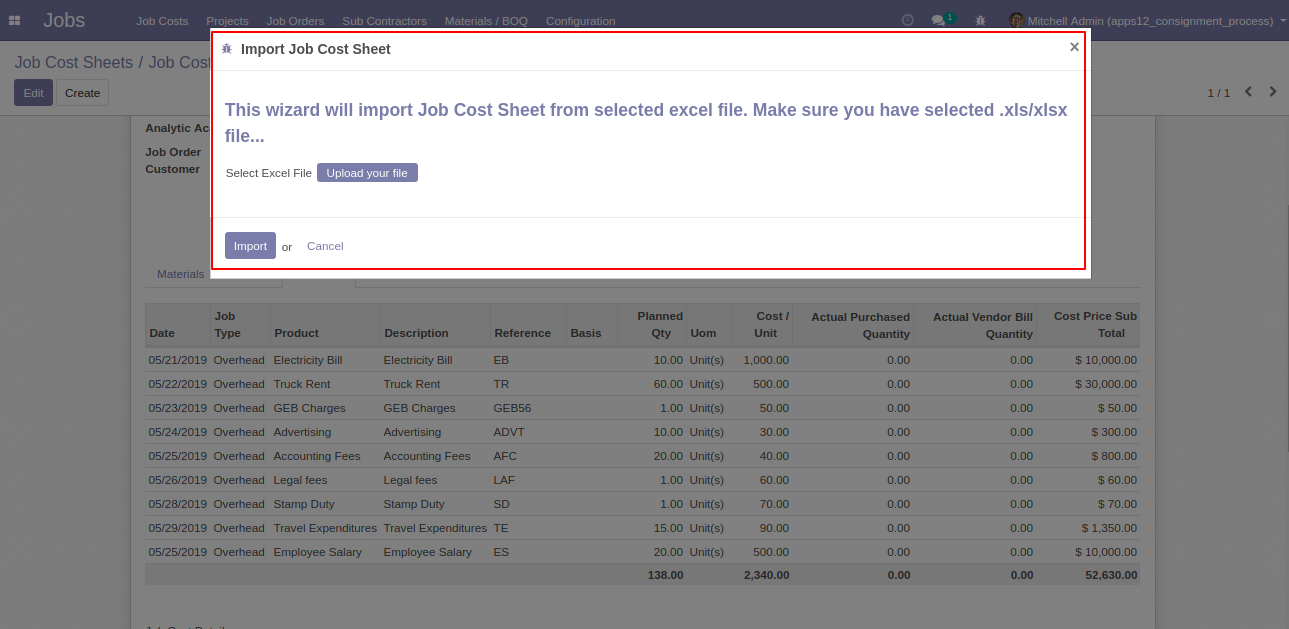 Jobs Job Costs Projects Job Orders Sub Contractors Materials / BOQ Configuration 1 Mitchell Admin (apps12_consignment_process)
Import Job Cost Sheet ×
Job Cost Sheets / Job Cost
Edit Create 1 / 1
This wizard will import Job Cost Sheet from selected excel file. Make sure you have selected .xls/xlsx
file...
Analytic
Job Order
Customer
Select Excel File Upload your file
Import or Cancel
Materials
Date Job Type Product Description Reference Basis Planned Qty Uom Cost / Unit Actual Purchased Quantity Actual Vendor Bill Quantity Cost Price Sub Total
05/21/2019 Overhead Electricity Bill Electricity Bill EB 10.00 Unit(s) 1,000.00 0.00 0.00 $ 10,000.00
05/22/2019 Overhead Truck Rent Truck Rent TR 60.00 Unit(s) 500.00 0.00 0.00 $ 30,000.00
05/23/2019 Overhead GEB Charges GEB Charges GEB56 1.00 Unit(s) 50.00 0.00 0.00 $ 50.00
05/24/2019 Overhead Advertising Advertising ADVT 10.00 Unit(s) 30.00 0.00 0.00 $ 300.00
05/25/2019 Overhead Accounting Fees Accounting Fees AFC 20.00 Unit(s) 40.00 0.00 0.00 $ 800.00
05/26/2019 Overhead Legal fees Legal fees LAF 1.00 Unit(s) 60.00 0.00 0.00 $ 60.00
05/28/2019 Overhead Stamp Duty Stamp Duty SD 1.00 Unit(s) 70.00 0.00 0.00 $ 70.00
05/29/2019 Overhead Travel Expenditures Travel Expenditures TE 15.00 Unit(s) 90.00 0.00 0.00 $ 1,350.00
05/25/2019 Overhead Employee Salary Employee Salary ES 20.00 Unit(s) 500.00 0.00 0.00 $ 10,000.00
138.00 2,340.00 0.00 0.00 52,630.00